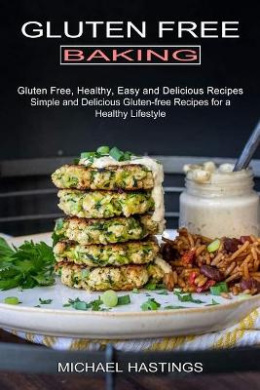 GLUTEN FREE
BAKING
Gluten Free, Healthy, Easy and Delicious Recipes
Simple and Delicious Gluten-free Recipes for a
Healthy Lifestyle
MICHAEL HASTINGS